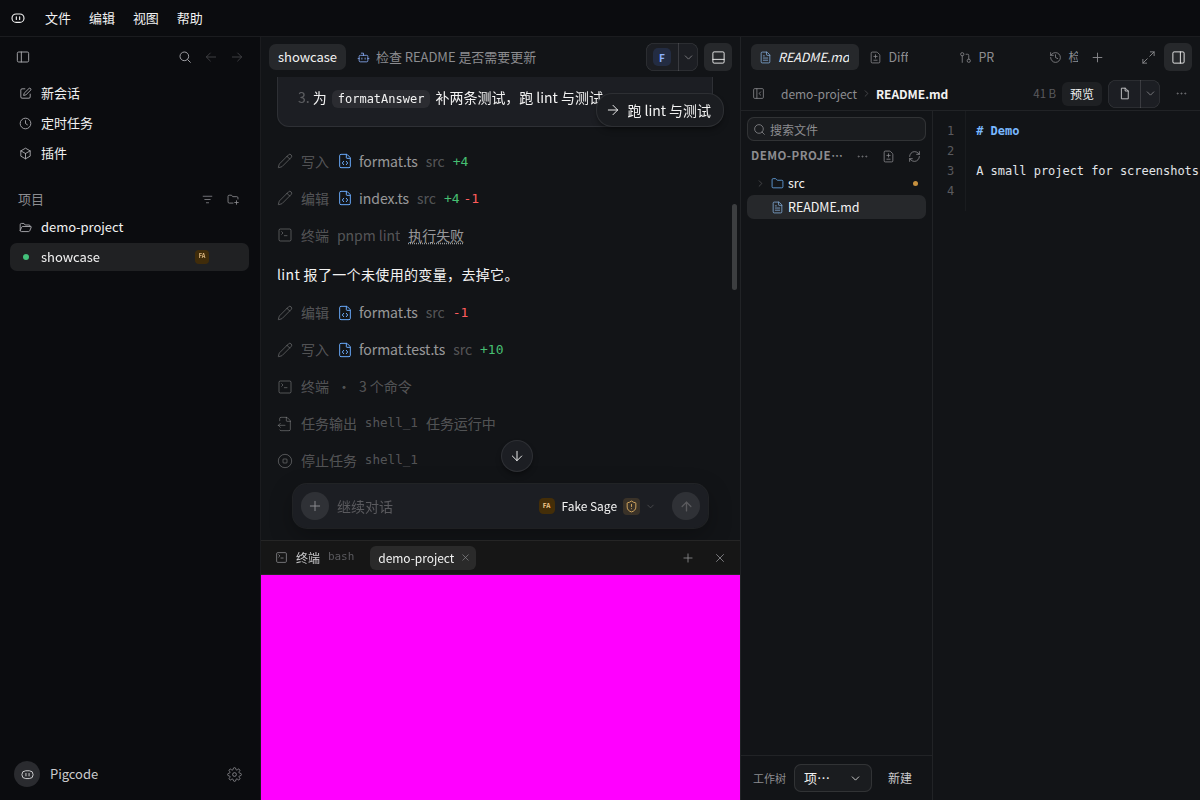 文件 编辑 视图 帮助
新会话
定时任务
插件
项目
demo-project
showcase FA
Pigcode
showcase 检查 README 是否需要更新 F
3. 为 formatAnswer 补两条测试，跑 lint 与测试
跑 lint 与测试
写入 format.ts src +4
编辑 index.ts src +4 -1
终端 pnpm lint 执行失败
lint 报了一个未使用的变量，去掉它。
编辑 format.ts src -1
写入 format.test.ts src +10
终端 · 3 个命令
任务输出 shell_1 任务运行中
停止任务 shell_1
继续对话 FA Fake Sage
终端 bash demo-project
README.md Diff PR
demo-project README.md 41 B 预览
搜索文件
DEMO-PROJE…
src
README.md
1 # Demo
2
3 A small project for screenshots
4
工作树 项… 新建